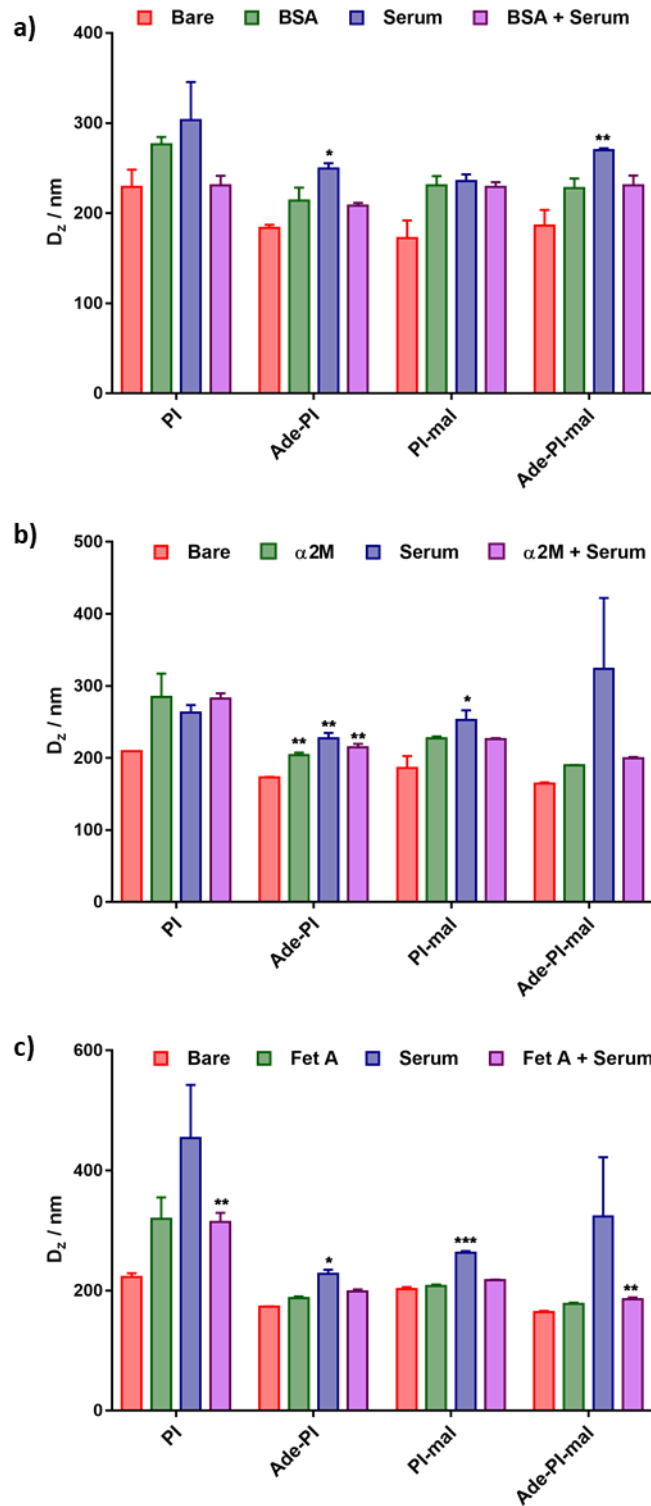 a)
Bare BSA Serum BSA + Serum
400
300
200
100
0
D_z / nm
*
**
PI Ade-PI PI-mal Ade-PI-mal
b)
Bare α2M Serum α2M + Serum
500
400
300
200
100
0
D_z / nm
** ** **
*
PI Ade-PI PI-mal Ade-PI-mal
c)
Bare Fet A Serum Fet A + Serum
600
400
200
0
D_z / nm
**
*
***
**
PI Ade-PI PI-mal Ade-PI-mal